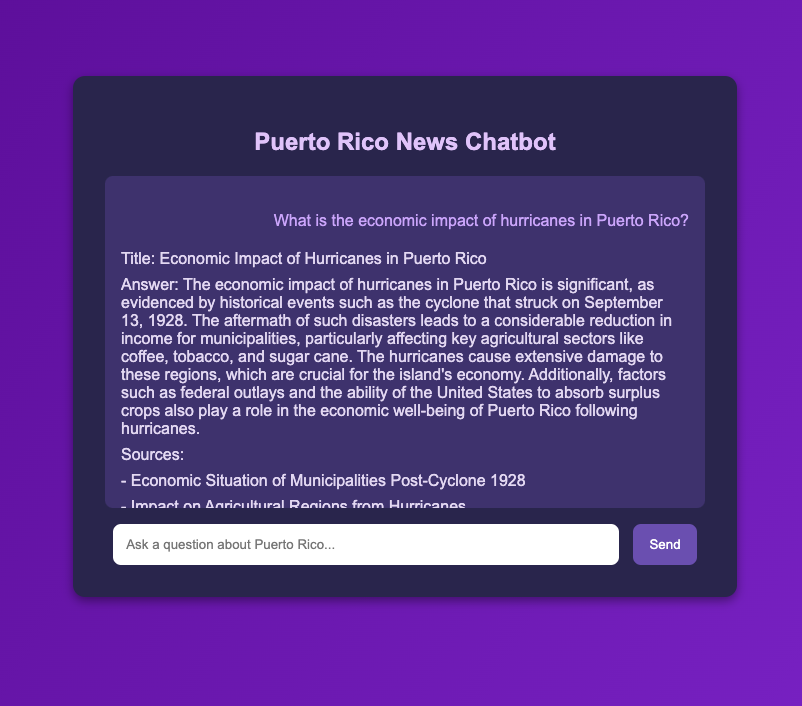 Puerto Rico News Chatbot
What is the economic impact of hurricanes in Puerto Rico?
Title: Economic Impact of Hurricanes in Puerto Rico
Answer: The economic impact of hurricanes in Puerto Rico is significant, as
evidenced by historical events such as the cyclone that struck on September
13, 1928. The aftermath of such disasters leads to a considerable reduction in
income for municipalities, particularly affecting key agricultural sectors like
coffee, tobacco, and sugar cane. The hurricanes cause extensive damage to
these regions, which are crucial for the island's economy. Additionally, factors
such as federal outlays and the ability of the United States to absorb surplus
crops also play a role in the economic well-being of Puerto Rico following
hurricanes.
Sources:
- Economic Situation of Municipalities Post-Cyclone 1928
- Impact on Agricultural Regions from Hurricanes
Ask a question about Puerto Rico...
Send